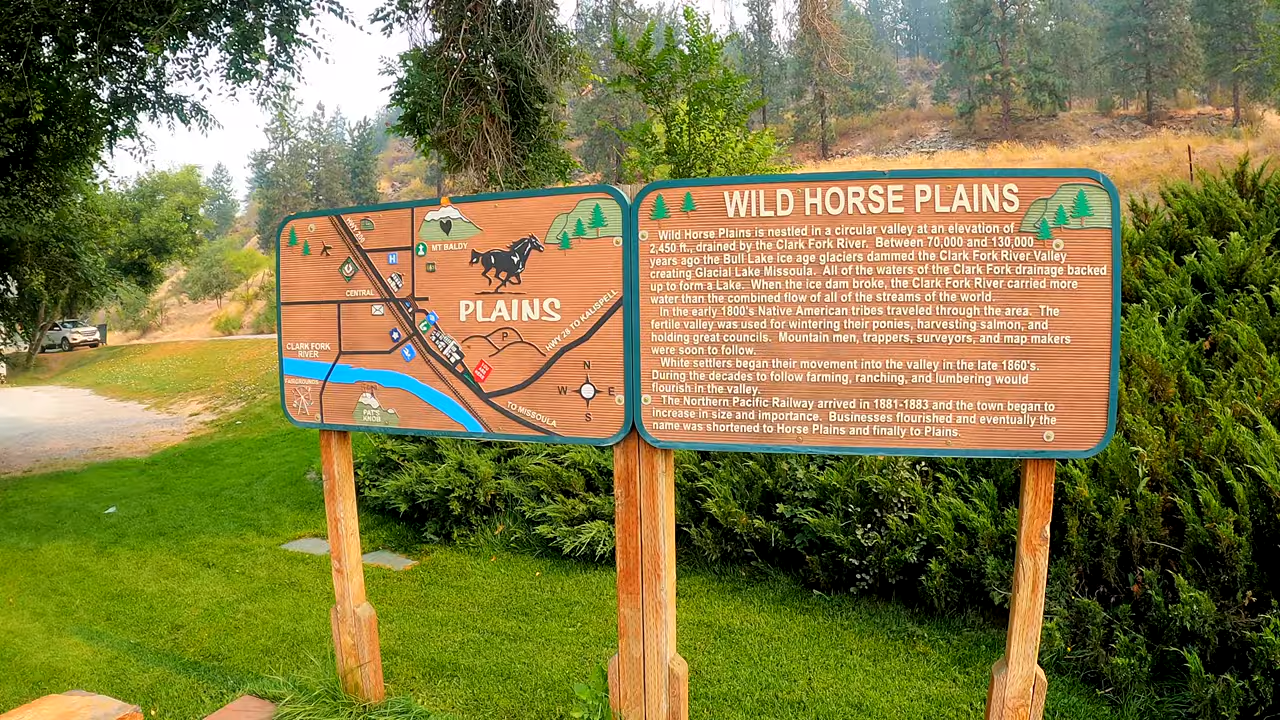 HWY 200
MT BALDY
H
CENTRAL
PLAINS
HWY 28 TO KALSPELL
P
CLARK FORK
RIVER
FAIRGROUNDS
PAT'S
KNOB
TO MISSOULA
N
W E
S
WILD HORSE PLAINS
Wild Horse Plains is nestled in a circular valley at an elevation of
2,450 ft., drained by the Clark Fork River. Between 70,000 and 130,000
years ago the Bull Lake ice age glaciers dammed the Clark Fork River Valley
creating Glacial Lake Missoula. All of the waters of the Clark Fork drainage backed
up to form a Lake. When the ice dam broke, the Clark Fork River carried more
water than the combined flow of all of the streams of the world.
In the early 1800's Native American tribes traveled through the area. The
fertile valley was used for wintering their ponies, harvesting salmon, and
holding great councils. Mountain men, trappers, surveyors, and map makers
were soon to follow.
White settlers began their movement into the valley in the late 1860's.
During the decades to follow farming, ranching, and lumbering would
flourish in the valley.
The Northern Pacific Railway arrived in 1881-1883 and the town began to
increase in size and importance. Businesses flourished and eventually the
name was shortened to Horse Plains and finally to Plains.